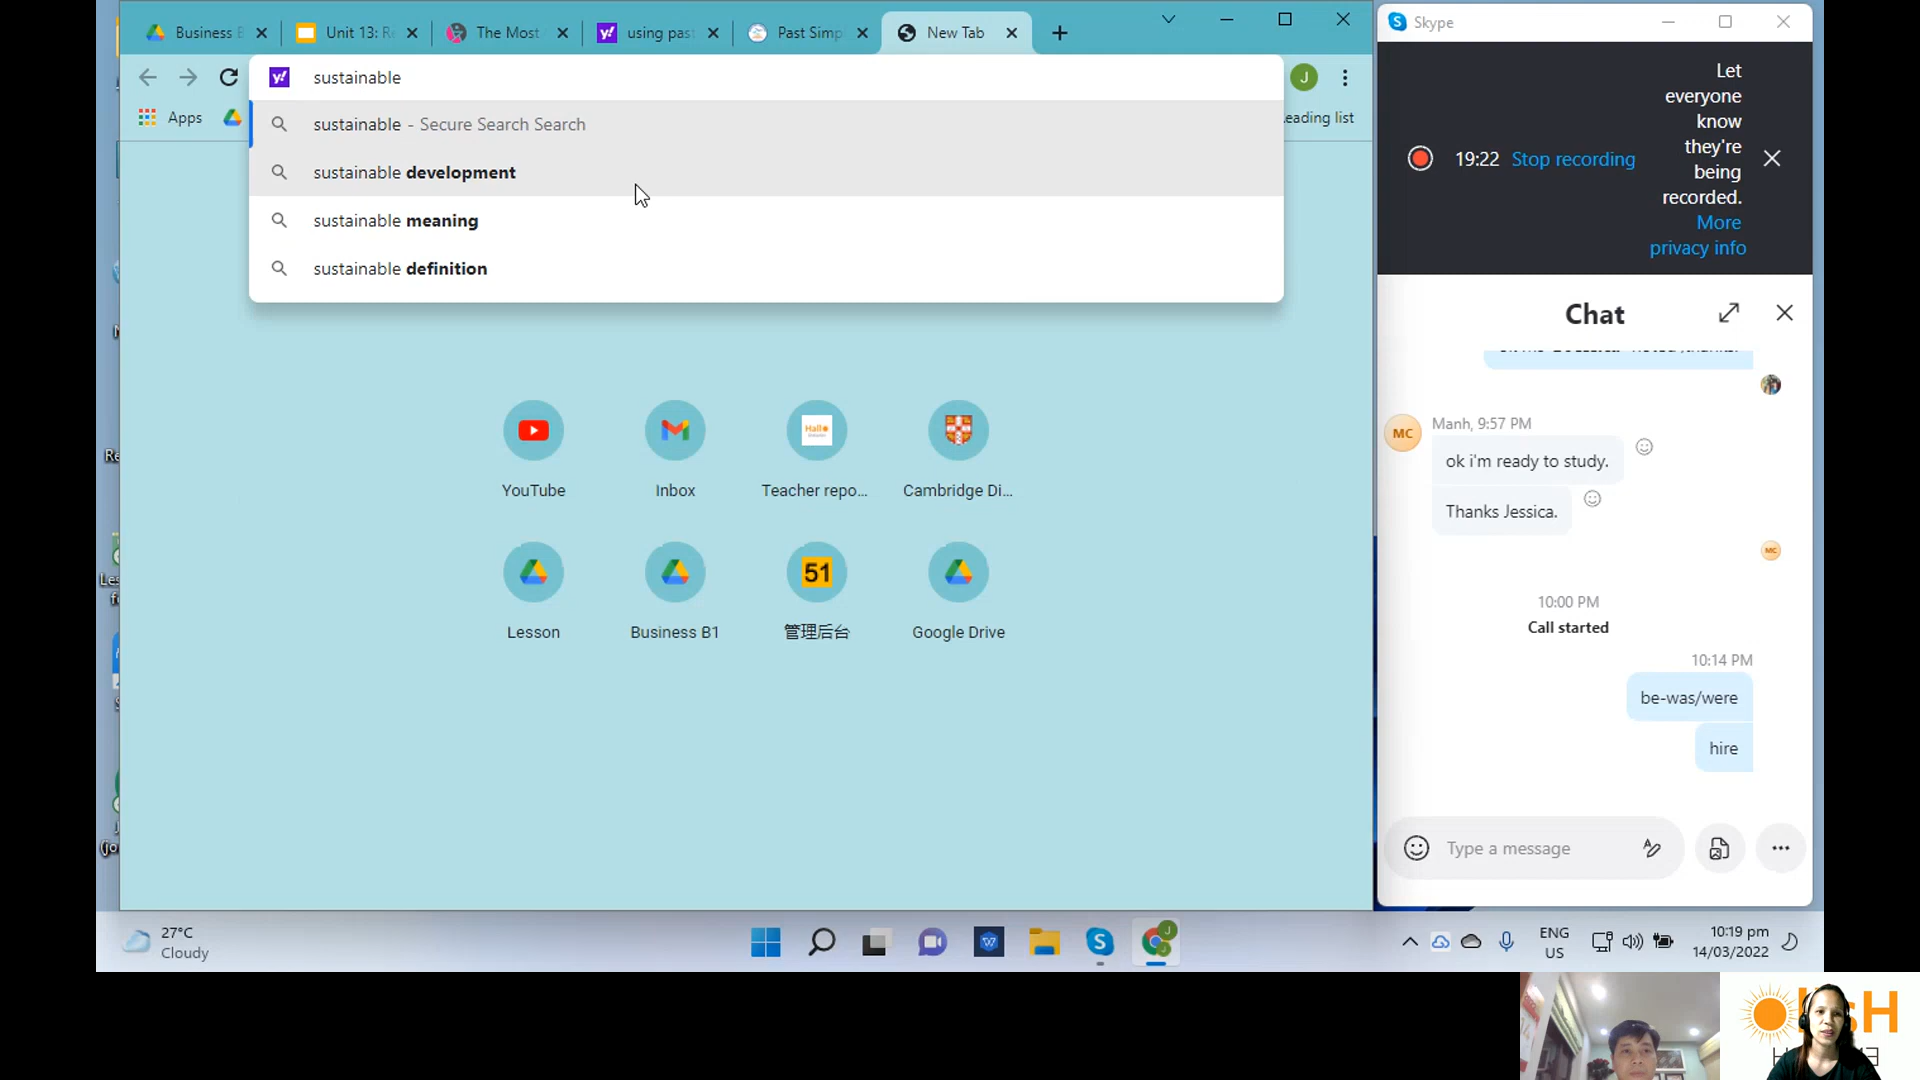 Business B
Unit 13: R
The Most
using pas
Past Simp
New Tab
sustainable
J
Apps
eading list
sustainable - Secure Search Search
sustainable development
sustainable meaning
sustainable definition
YouTube
Inbox
Teacher repo...
Cambridge Di...
51
Lesson
Business B1
管理后台
Google Drive
Skype
19:22 Stop recording
Let
everyone
know
they're
being
recorded.
More
privacy info
Chat
MC
Manh, 9:57 PM
ok i'm ready to study.
Thanks Jessica.
MC
10:00 PM
Call started
10:14 PM
be-was/were
hire
Type a message
27°C
Cloudy
ENG
US
10:19 pm
14/03/2022